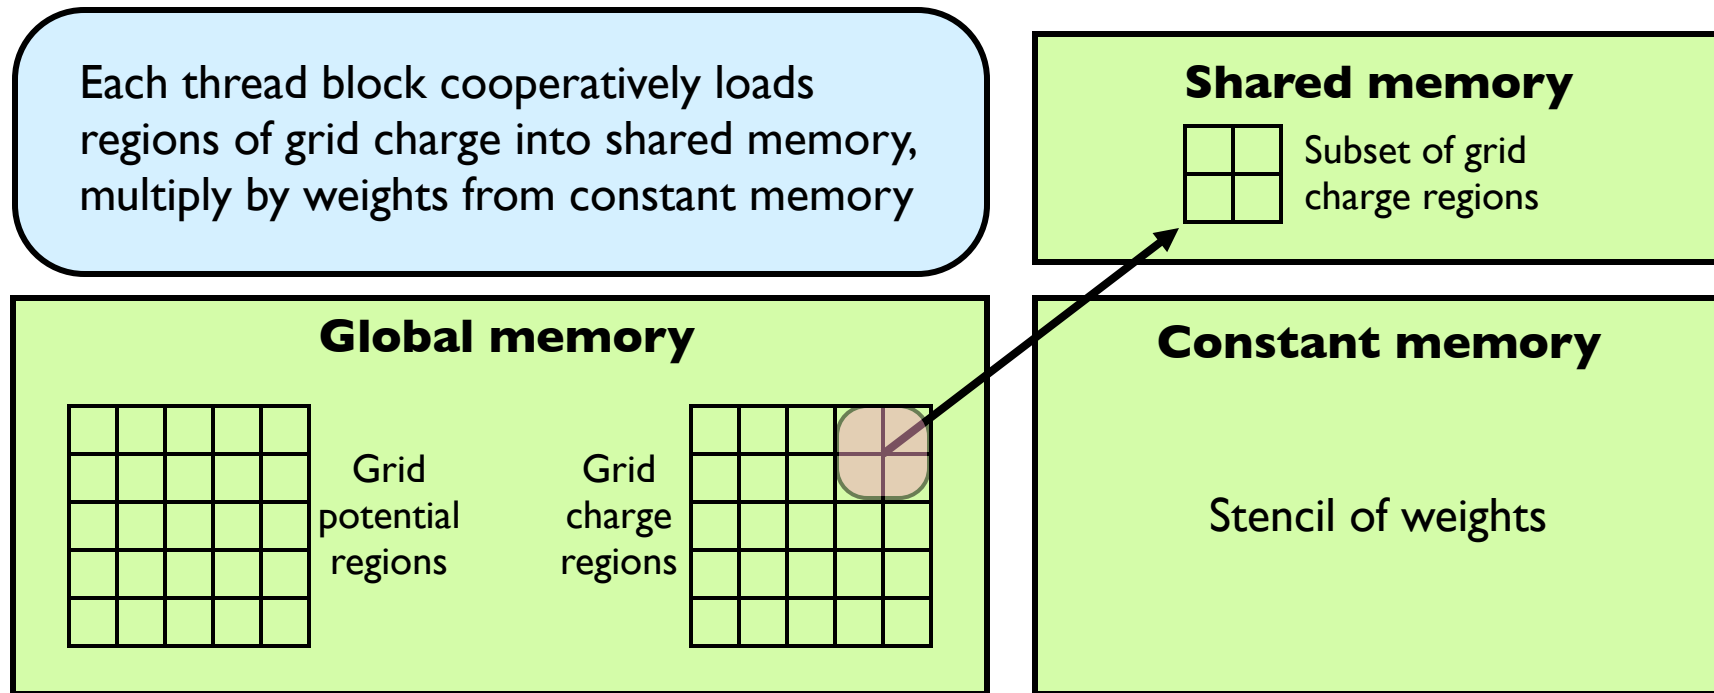 Each thread block cooperatively loads
regions of grid charge into shared memory,
multiply by weights from constant memory
Shared memory
Subset of grid
charge regions
Global memory
Grid
potential
regions
Grid
charge
regions
Constant memory
Stencil of weights